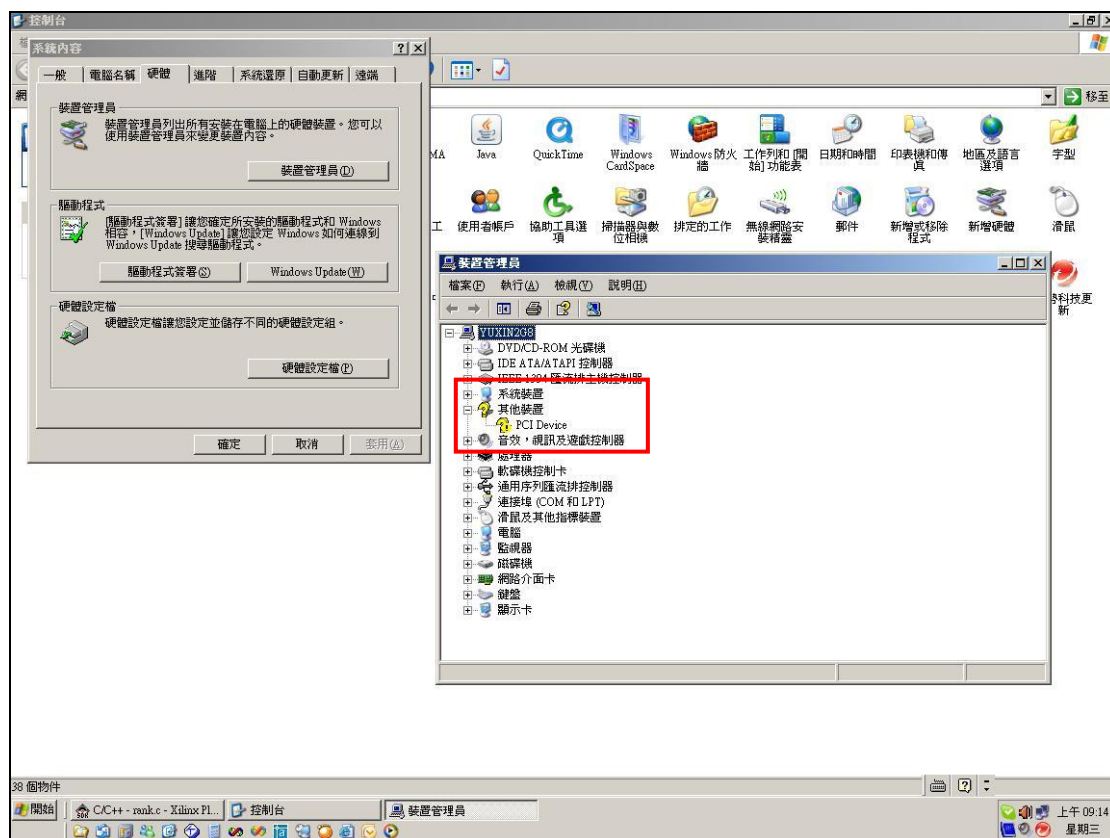 控制台
系統內容
一般
電腦名稱
硬體
進階
系統還原
自動更新
遠端
移至
裝置管理員
裝置管理員列出所有安裝在電腦上的硬體裝置。您可以
使用裝置管理員來變更裝置內容。
裝置管理員(D)
驅動程式
[驅動程式簽署] 讓您確定所安裝的驅動程式和 Windows
相容，[Windows Update] 讓您設定 Windows 如何連線到
Windows Update 搜尋驅動程式。
驅動程式簽署(S)
Windows Update(W)
硬體設定檔
硬體設定檔讓您設定並儲存不同的硬體設定組。
硬體設定檔(P)
確定
取消
套用(A)
Java
QuickTime
Windows
CardSpace
Windows 防火
牆
工作列和 [開
始] 功能表
日期和時間
印表機和傳
真
地區及語言
選項
字型
使用者帳戶
協助工具選
項
掃描器與數
位相機
排定的工作
無線網路安
裝精靈
郵件
新增或移除
程式
新增硬體
滑鼠
科技更
新
裝置管理員
檔案(F)
執行(A)
檢視(V)
說明(H)
YUXIN2G8
DVD/CD-ROM 光碟機
IDE ATA/ATAPI 控制器
IEEE 1394 匯流排主機控制器
系統裝置
其他裝置
PCI Device
音效，視訊及遊戲控制器
處理器
軟碟機控制卡
通用序列匯流排控制器
連接埠 (COM 和 LPT)
滑鼠及其他指標裝置
電腦
監視器
磁碟機
網路介面卡
鍵盤
顯示卡
38 個物件
開始
C/C++ - rank.c - Xilinx Pl...
控制台
裝置管理員
上午 09:14
星期三